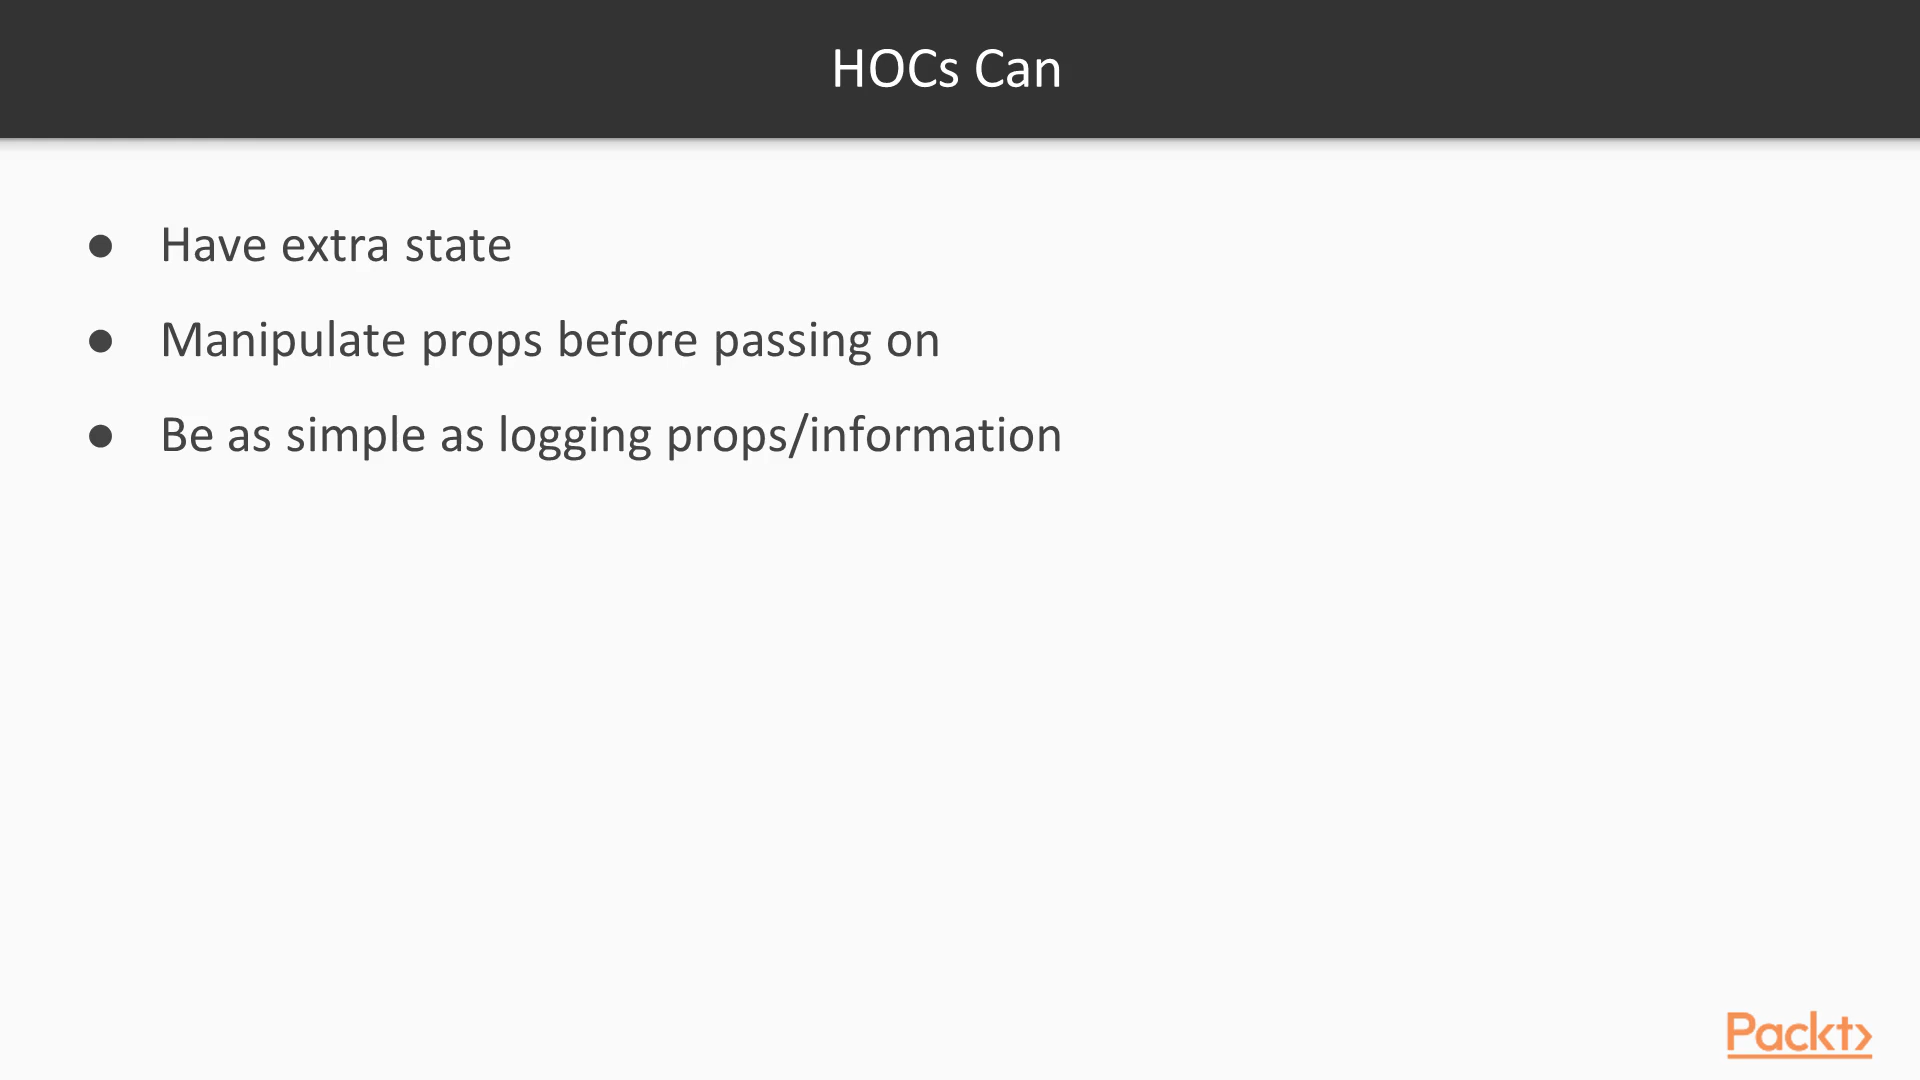 HOCs Can
● Have extra state
● Manipulate props before passing on
● Be as simple as logging props/information
Packt>